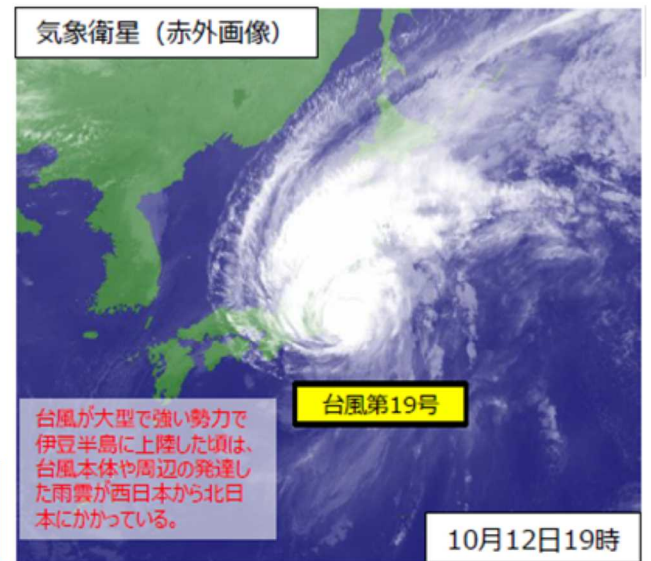 気象衛星（赤外画像）
台風第19号
台風が大型で強い勢力で
伊豆半島に上陸した頃は、
台風本体や周辺の発達し
た雨雲が西日本から北日
本にかかっている。
10月12日19時